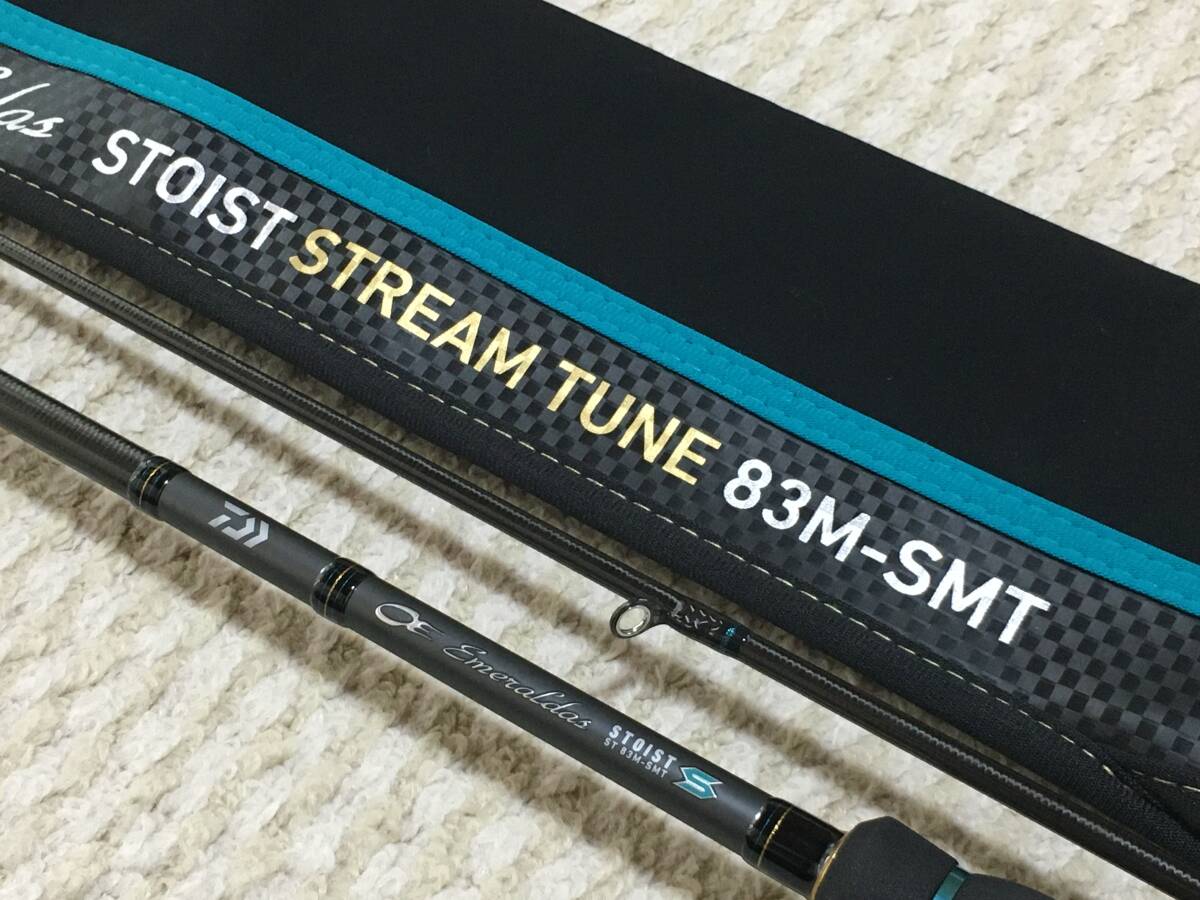 STOIST STREAM TUNE 83M-SMT
Emeraldas
STOIST
ST 83M-SMT